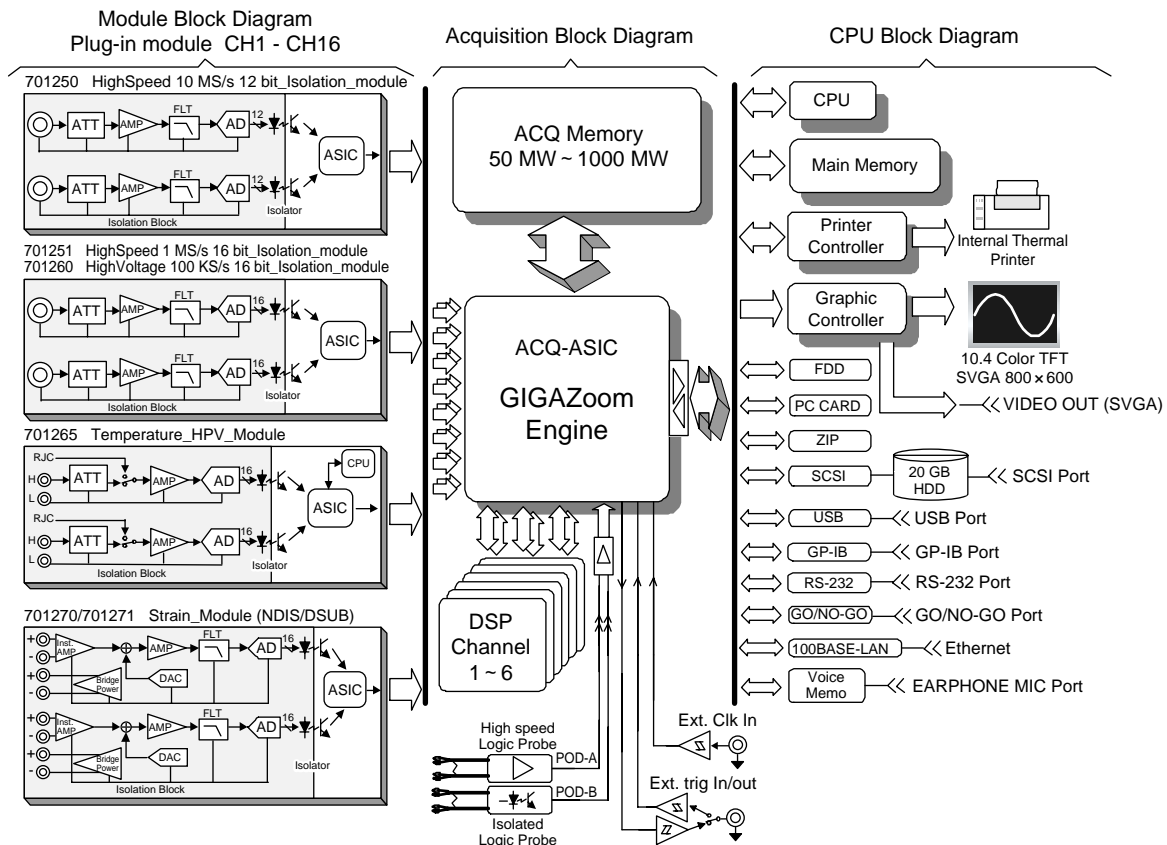 Module Block Diagram
Plug-in module CH1 - CH16
701250 HighSpeed 10 MS/s 12 bit_Isolation_module
ATT
AMP
FLT
AD
12
ATT
AMP
AD
12
ASIC
Isolation Block
Isolator
701251 HighSpeed 1 MS/s 16 bit_Isolation_module
701260 HighVoltage 100 KS/s 16 bit_Isolation_module
ATT
AMP
FLT
AD
16
ATT
AMP
FLT
AD
16
ASIC
Isolation Block
Isolator
701265 Temperature_HPV_Module
RJC
H
L
ATT
AMP
AD
16
CPU
ASIC
RJC
H
L
ATT
AMP
AD
16
Isolation Block
Isolator
701270/701271 Strain_Module (NDIS/DSUB)
+
-
Inst. AMP
AMP
FLT
AD
16
+
-
Bridge Power
DAC
ASIC
+
-
Inst. AMP
AMP
FLT
AD
16
+
-
Bridge Power
DAC
Isolation Block
Isolator
Acquisition Block Diagram
ACQ Memory
50 MW ~ 1000 MW
ACQ-ASIC
GIGAZoom
Engine
DSP
Channel
1 ~ 6
High speed
Logic Probe
POD-A
POD-B
Isolated
Logic Probe
Ext. Clk In
Ext. trig In/out
CPU Block Diagram
CPU
Main Memory
Printer
Controller
Internal Thermal
Printer
Graphic
Controller
10.4 Color TFT
SVGA 800 × 600
VIDEO OUT (SVGA)
FDD
PC CARD
ZIP
SCSI
20 GB
HDD
SCSI Port
USB
USB Port
GP-IB
GP-IB Port
RS-232
RS-232 Port
GO/NO-GO
GO/NO-GO Port
100BASE-LAN
Ethernet
Voice
Memo
EARPHONE MIC Port